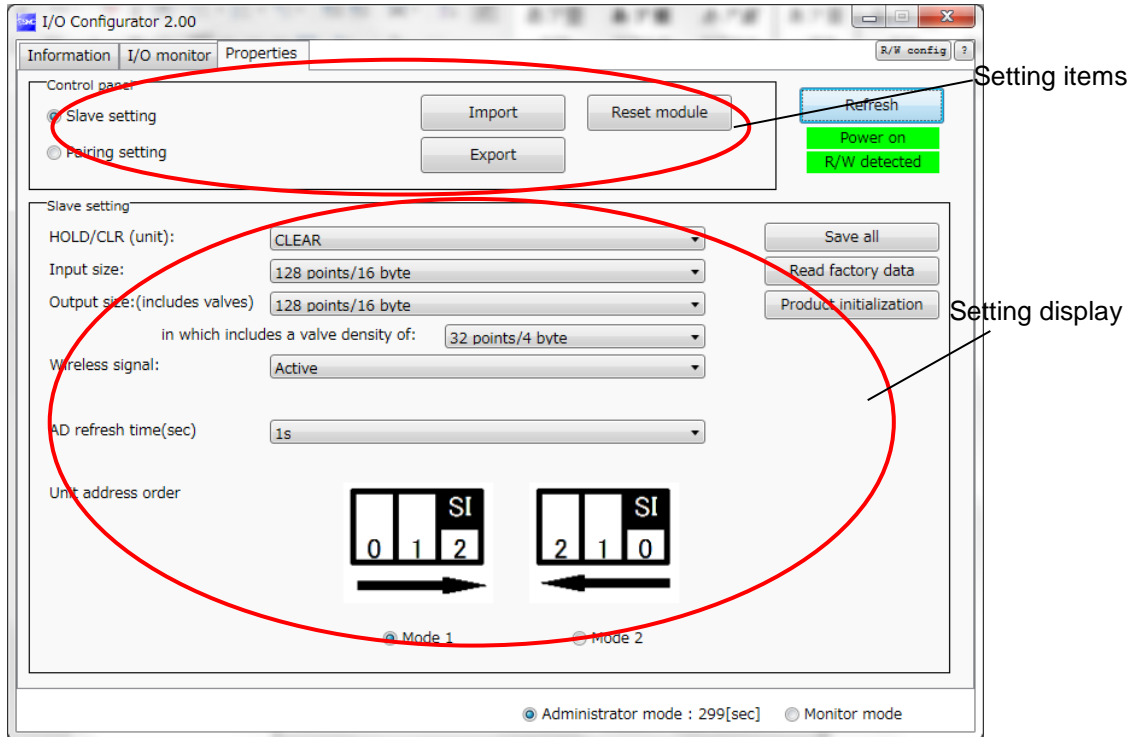 I/O Configurator 2.00
Information I/O monitor Properties R/W config ?
Setting items
Control panel
Slave setting Import Reset module Refresh
Power on
Pairing setting Export R/W detected
Slave setting
HOLD/CLR (unit): CLEAR Save all
Input size: 128 points/16 byte Read factory data
Output size:(includes valves) 128 points/16 byte Product initialization
Setting display
in which includes a valve density of: 32 points/4 byte
Wireless signal: Active
AD refresh time(sec) 1s
Unit address order
SI SI
0 1 2 2 1 0
Mode 1 Mode 2
Administrator mode : 299[sec] Monitor mode